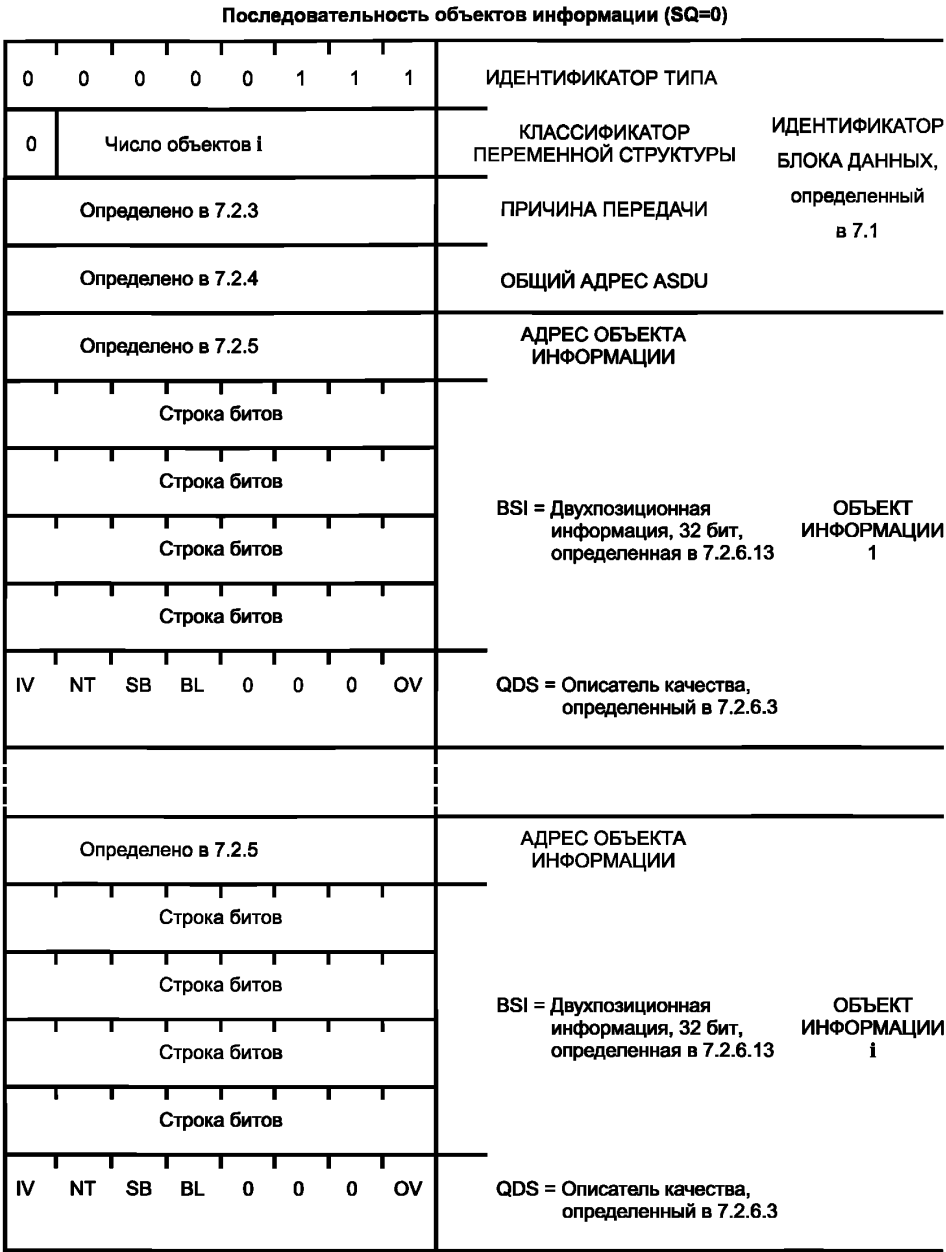 Последовательность объектов информации (SQ=0)
0 0 0 0 0 1 1 1
ИДЕНТИФИКАТОР ТИПА
0
Число объектов i
КЛАССИФИКАТОР
ПЕРЕМЕННОЙ СТРУКТУРЫ
ИДЕНТИФИКАТОР
БЛОКА ДАННЫХ,
определенный
в 7.1
Определено в 7.2.3
ПРИЧИНА ПЕРЕДАЧИ
Определено в 7.2.4
ОБЩИЙ АДРЕС ASDU
Определено в 7.2.5
АДРЕС ОБЪЕКТА
ИНФОРМАЦИИ
Строка битов
Строка битов
Строка битов
Строка битов
BSI = Двухпозиционная
информация, 32 бит,
определенная в 7.2.6.13
ОБЪЕКТ
ИНФОРМАЦИИ
1
IV NT SB BL 0 0 0 OV
QDS = Описатель качества,
определенный в 7.2.6.3
Определено в 7.2.5
АДРЕС ОБЪЕКТА
ИНФОРМАЦИИ
Строка битов
Строка битов
Строка битов
Строка битов
BSI = Двухпозиционная
информация, 32 бит,
определенная в 7.2.6.13
ОБЪЕКТ
ИНФОРМАЦИИ
i
IV NT SB BL 0 0 0 OV
QDS = Описатель качества,
определенный в 7.2.6.3